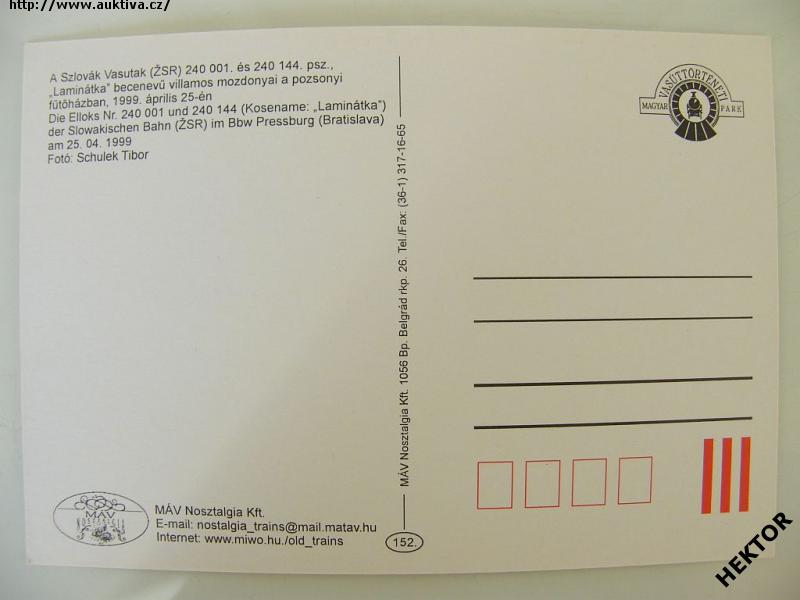 http://www.auktiva.cz/
A Szlovák Vasutak (ŽSR) 240 001. és 240 144. psz.,
„Laminátka” becenevű villamos mozdonyai a pozsonyi
fűtőházban, 1999. április 25-én
Die Elloks Nr. 240 001 und 240 144 (Kosename: „Laminátka”)
der Slowakischen Bahn (ŽSR) im Bbw Pressburg (Bratislava)
am 25. 04. 1999
Fotó: Schulek Tibor
MÁV Nosztalgia Kft. 1056 Bp. Belgrád rkp. 26. Tel./Fax: (36-1) 317-16-65
MAGYAR VASÚTTÖRTÉNETI PARK
MÁV
NOSZTALGIA
MÁV Nosztalgia Kft.
E-mail: nostalgia_trains@mail.matav.hu
Internet: www.miwo.hu/old_trains
152.
HEKTOR